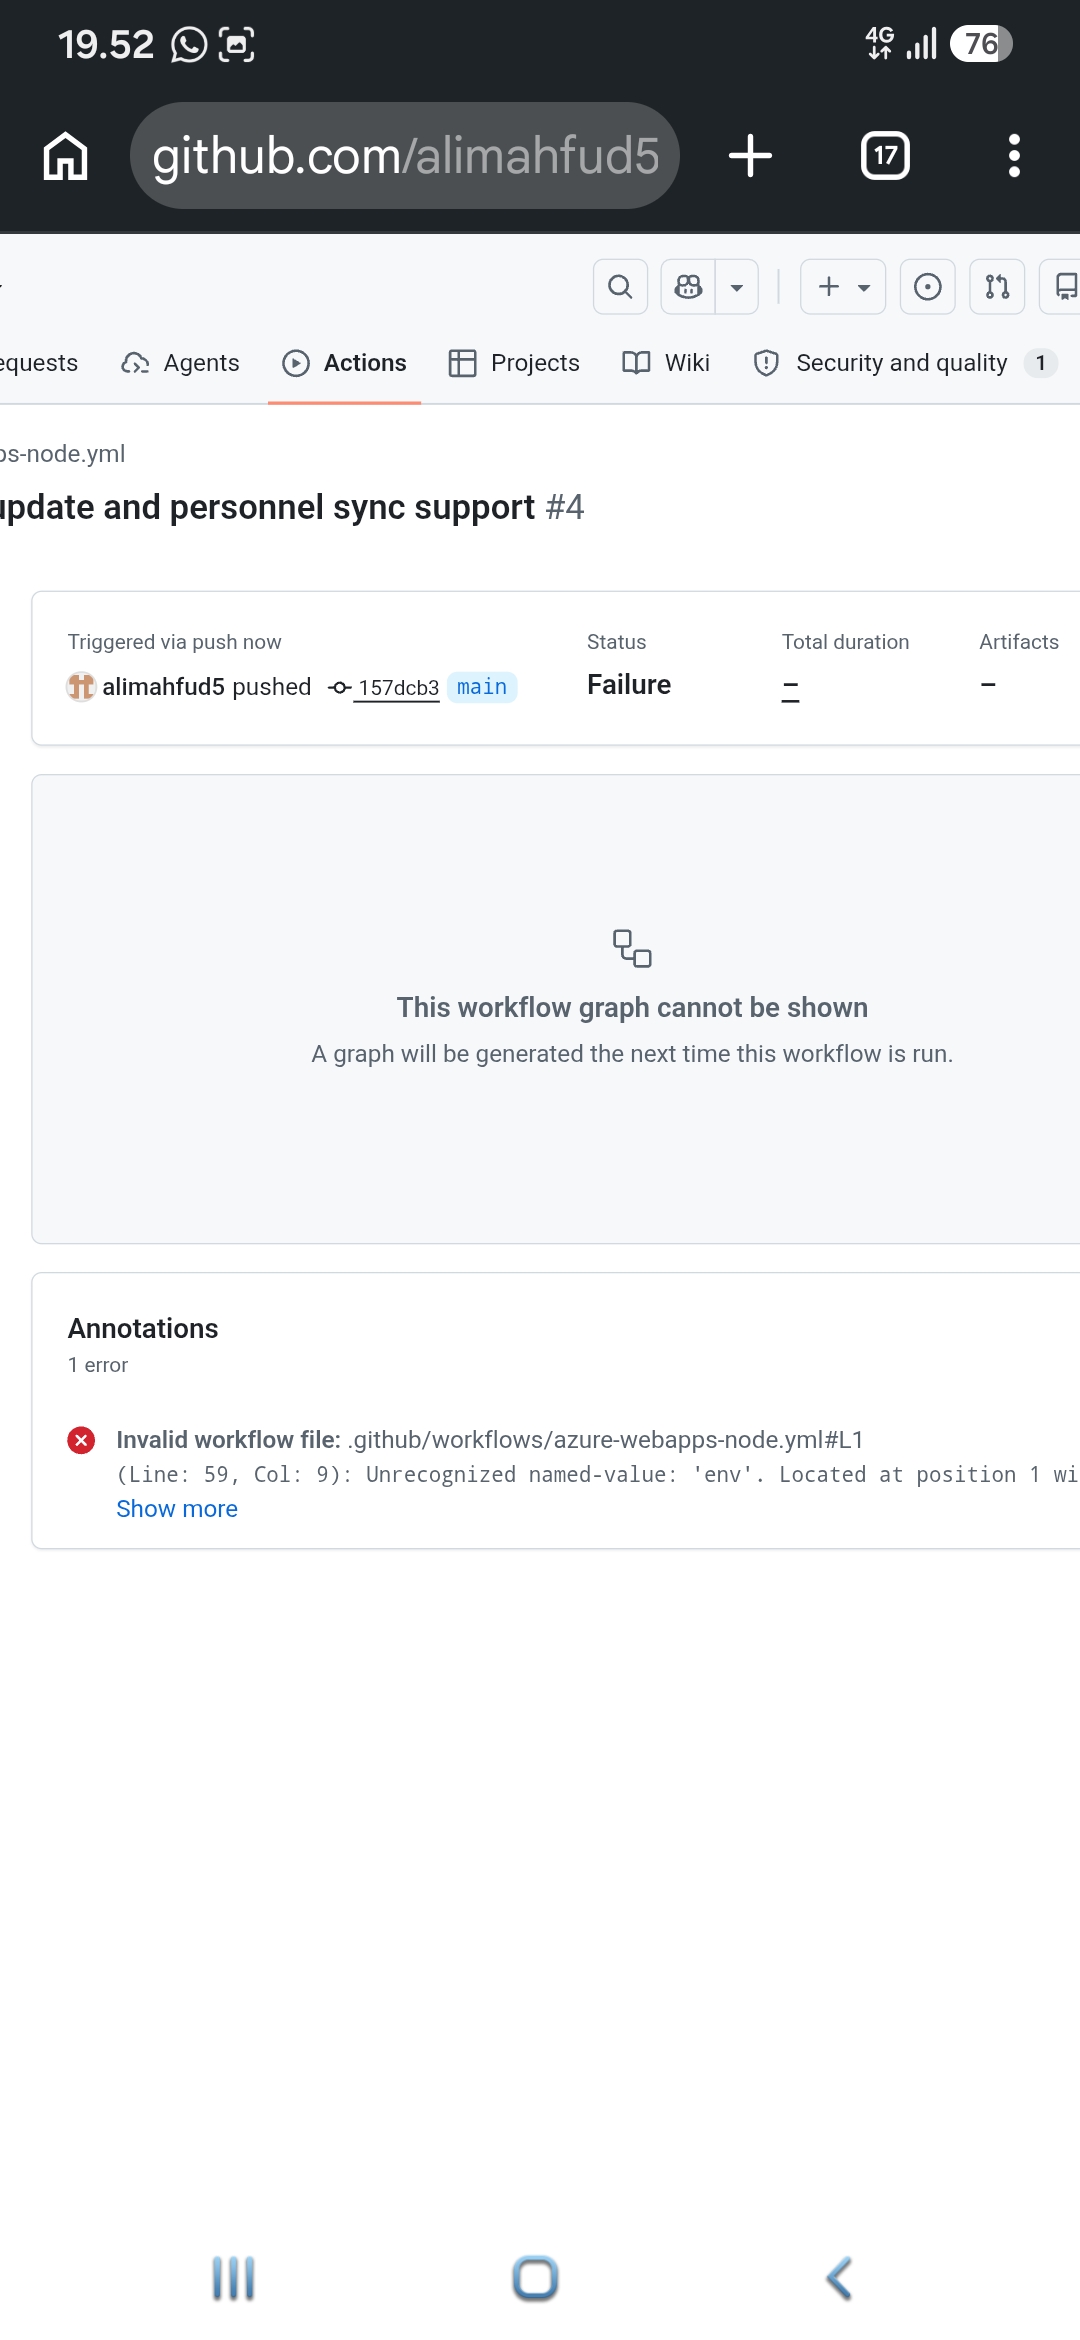 19.52
4G
76
github.com/alimahfud5
17
equests
Agents
Actions
Projects
Wiki
Security and quality 1
ps-node.yml
update and personnel sync support #4
Triggered via push now
Status
Total duration
Artifacts
alimahfud5 pushed 157dcb3 main
Failure
–
–
This workflow graph cannot be shown
A graph will be generated the next time this workflow is run.
Annotations
1 error
Invalid workflow file: .github/workflows/azure-webapps-node.yml#L1
(Line: 59, Col: 9): Unrecognized named-value: 'env'. Located at position 1 wi
Show more